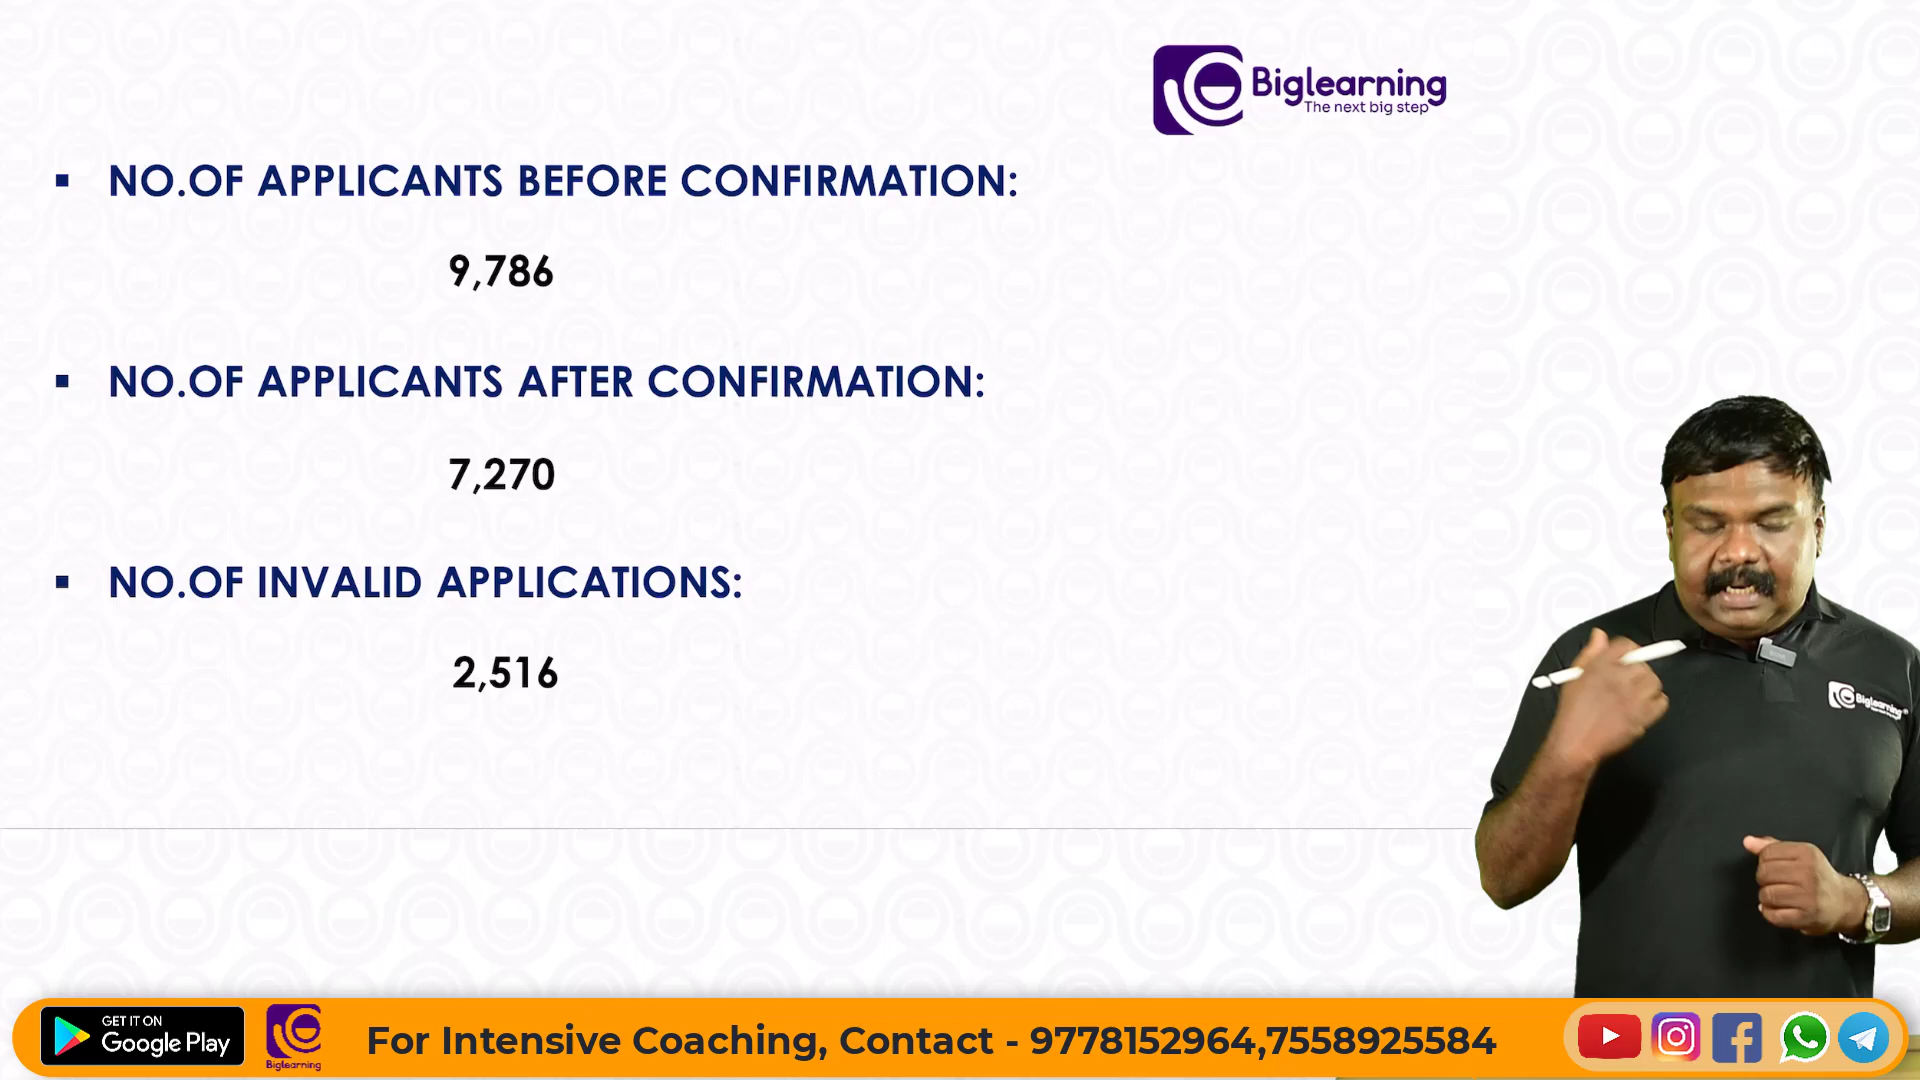 Biglearning
The next big step
▪ NO.OF APPLICANTS BEFORE CONFIRMATION:
9,786
▪ NO.OF APPLICANTS AFTER CONFIRMATION:
7,270
▪ NO.OF INVALID APPLICATIONS:
2,516
Biglearning
GET IT ON
Google Play
Biglearning
For Intensive Coaching, Contact - 9778152964,7558925584